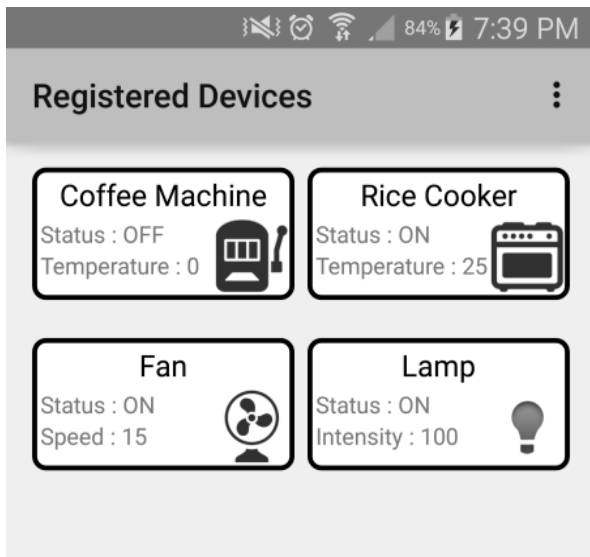 84% 7:39 PM
Registered Devices
Coffee Machine
Status : OFF
Temperature : 0
Rice Cooker
Status : ON
Temperature : 25
Fan
Status : ON
Speed : 15
Lamp
Status : ON
Intensity : 100